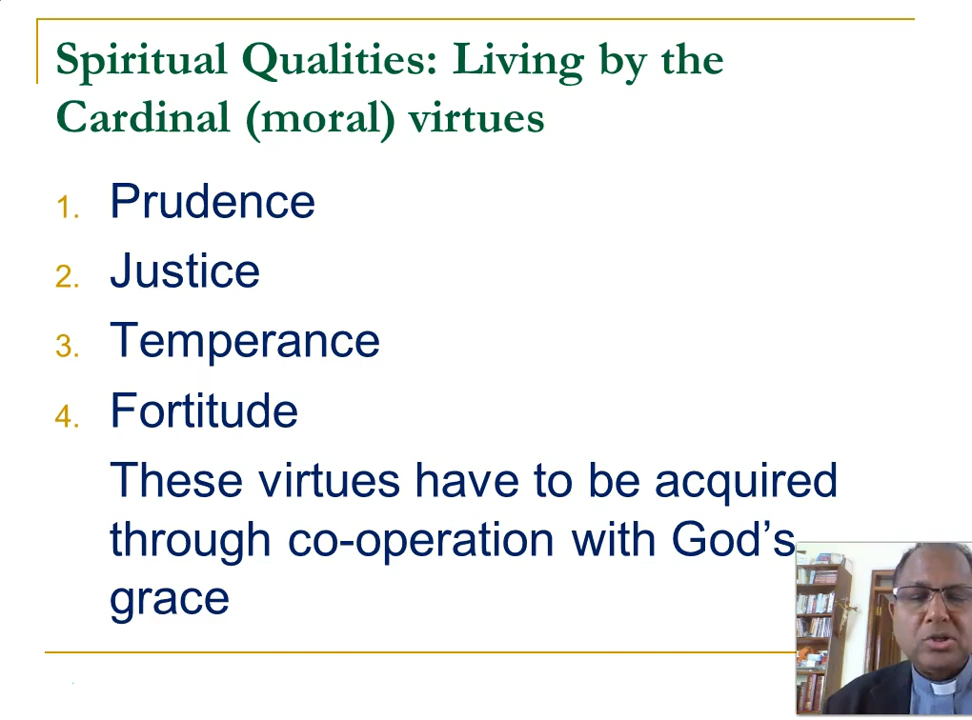 Spiritual Qualities: Living by the
Cardinal (moral) virtues
1. Prudence
2. Justice
3. Temperance
4. Fortitude
These virtues have to be acquired
through co-operation with God's
grace